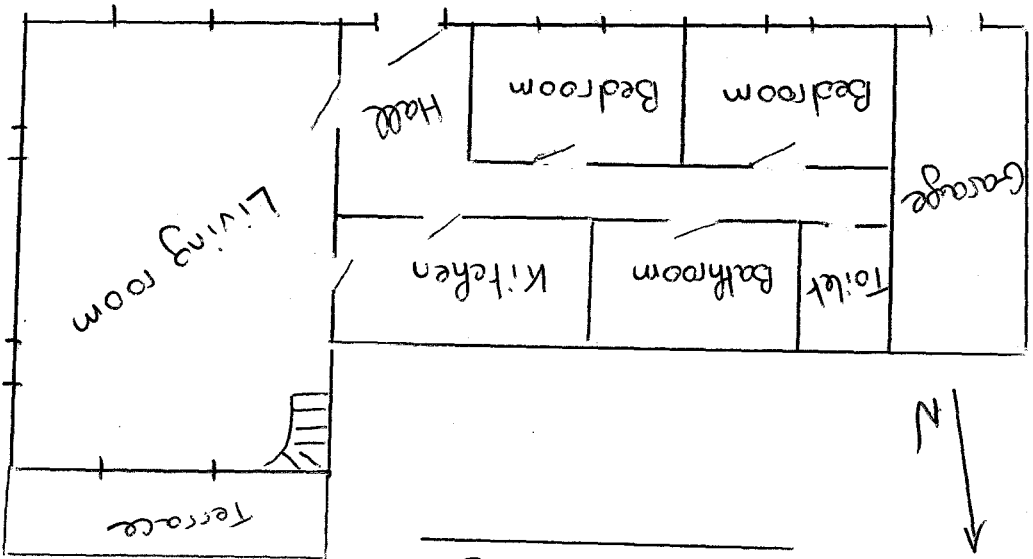 Terrace
N
Toilet
Bathroom
Kitchen
Living room
Garage
Hall
Bedroom
Bedroom